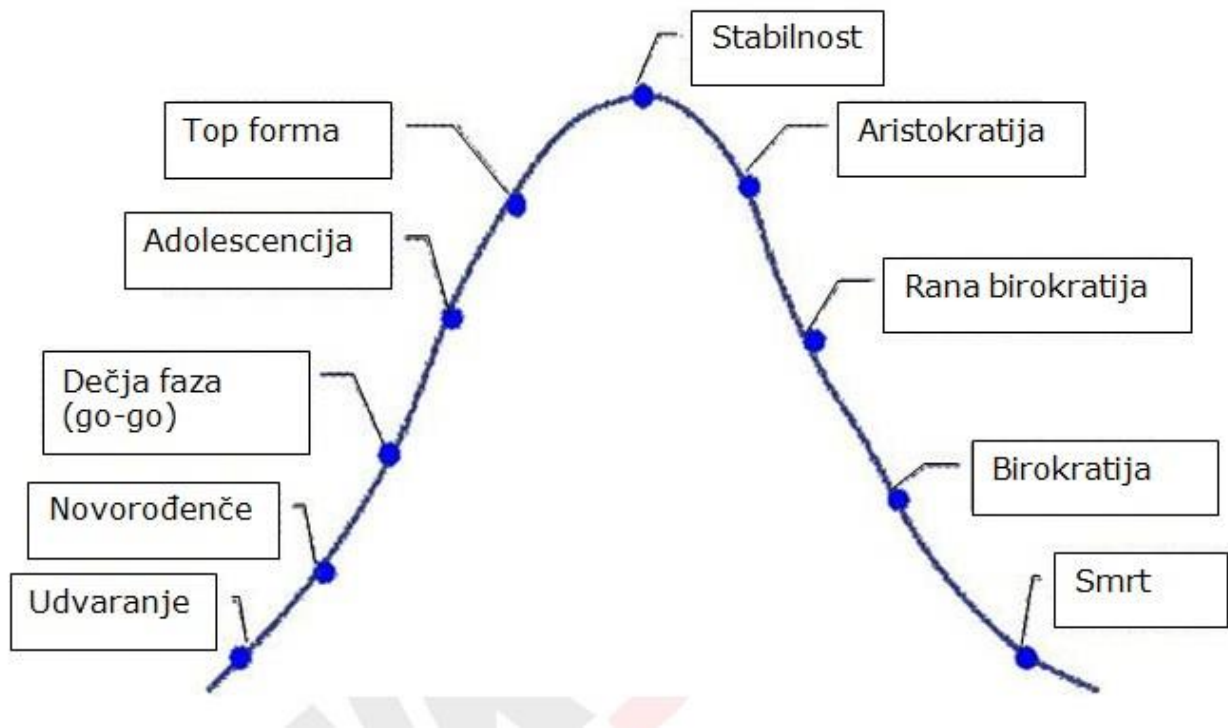 Stabilnost
Top forma
Aristokratija
Adolescencija
Rana birokratija
Dečja faza
(go-go)
Birokratija
Novorođenče
Smrt
Udvaranje